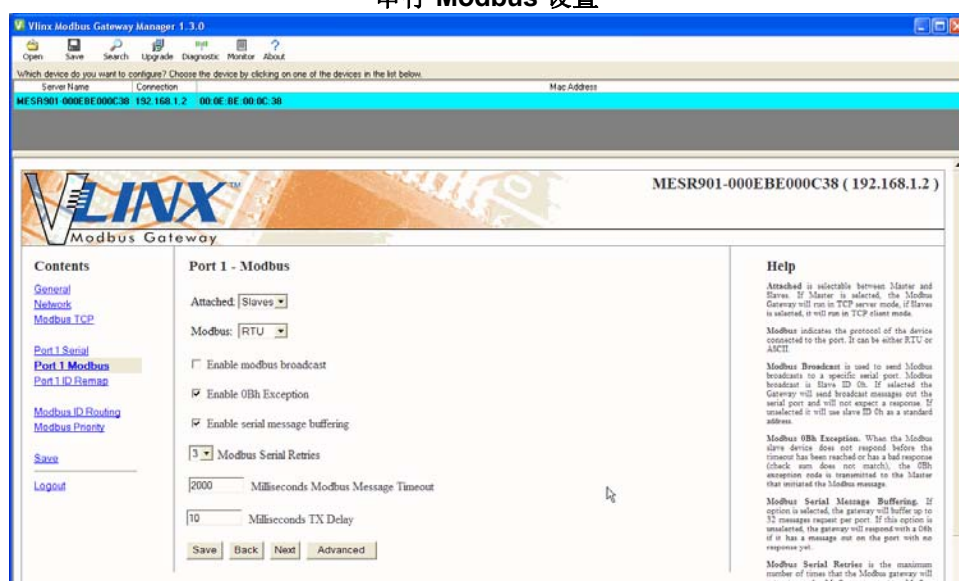 串行 Modbus 设置
Vlinx Modbus Gateway Manager 1.3.0
Open Save Search Upgrade Diagnostic Monitor About
Which device do you want to configure? Choose the device by clicking on one of the devices in the list below.
Server Name Connection Mac Address
MESR901-000EBE000C38 192.168.1.2 00:0E:BE:00:0C:38
VLINX TM
Modbus Gateway
MESR901-000EBE000C38 ( 192.168.1.2 )
Contents
General
Network
Modbus TCP
Port 1 Serial
Port 1 Modbus
Port 1 ID Remap
Modbus ID Routing
Modbus Priority
Save
Logout
Port 1 - Modbus
Attached: Slaves
Modbus: RTU
Enable modbus broadcast
Enable 0Bh Exception
Enable serial message buffering
3 Modbus Serial Retries
2000 Milliseconds Modbus Message Timeout
10 Milliseconds TX Delay
Save Back Next Advanced
Help
Attached is selectable between Master and
Slaves. If Master is selected, the Modbus
Gateway will run in TCP server mode, if Slaves
is selected, it will run in TCP client mode.
Modbus indicates the protocol of the device
connected to the port. It can be either RTU or
ASCII.
Modbus Broadcast is used to send Modbus
broadcasts to a specific serial port. Modbus
broadcast is Slave ID 0h. If selected the
Gateway will send broadcast messages out the
serial port and will not expect a response. If
unselected it will use slave ID 0h as a standard
address.
Modbus 0Bh Exception. When the Modbus
slave device does not respond before the
timeout has been reached or has a bad response
(check sum does not match), the 0Bh
exception code is transmitted to the Master
that initiated the Modbus message.
Modbus Serial Message Buffering. If
option is selected, the gateway will buffer up to
32 messages request per port. If this option is
unselected, the gateway will respond with a 06h
if it has a message out on the port with no
response yet.
Modbus Serial Retries is the maximum
number of times that the Modbus gateway will